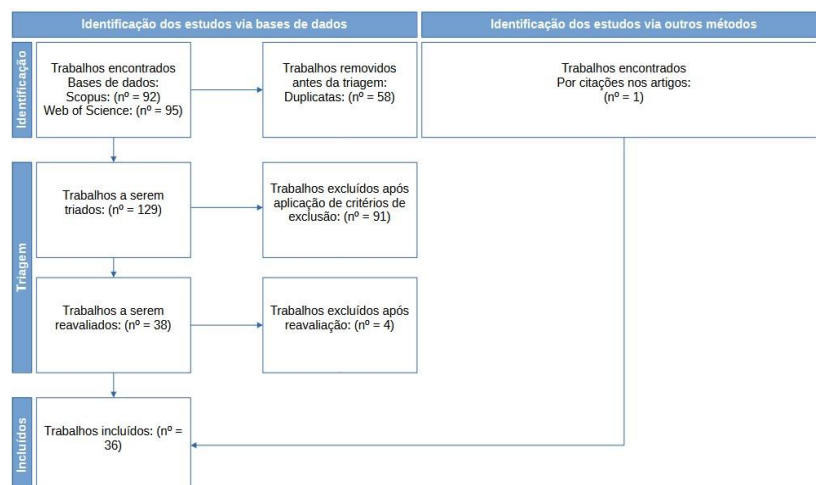 Identificação dos estudos via bases de dados
Identificação dos estudos via outros métodos
Identificação
Trabalhos encontrados
Bases de dados:
Scopus: (nº = 92)
Web of Science: (nº = 95)
Trabalhos removidos
antes da triagem:
Duplicatas: (nº = 58)
Trabalhos encontrados
Por citações nos artigos:
(nº = 1)
Triagem
Trabalhos a serem
triados: (nº = 129)
Trabalhos excluídos após
aplicação de critérios de
exclusão: (nº = 91)
Trabalhos a serem
reavaliados: (nº = 38)
Trabalhos excluídos após
reavaliação: (nº = 4)
Incluídos
Trabalhos incluídos: (nº =
36)